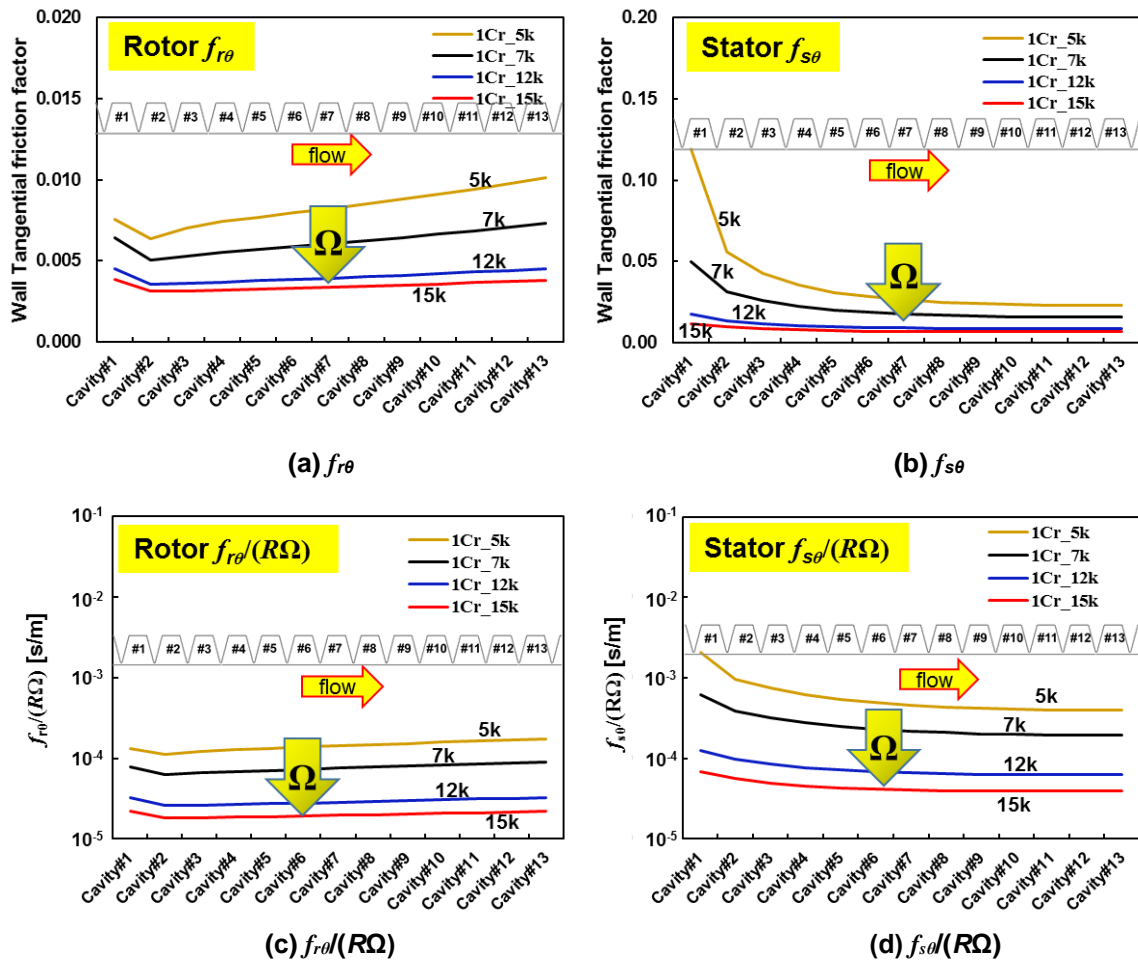 Rotor frθ
1Cr_5k
1Cr_7k
1Cr_12k
1Cr_15k
Wall Tangential friction factor
0.020
0.015
0.010
0.005
0.000
#1 #2 #3 #4 #5 #6 #7 #8 #9 #10 #11 #12 #13
flow
5k
7k
Ω
12k
15k
Cavity#1 Cavity#2 Cavity#3 Cavity#4 Cavity#5 Cavity#6 Cavity#7 Cavity#8 Cavity#9 Cavity#10 Cavity#11 Cavity#12 Cavity#13
(a) frθ
Stator fsθ
1Cr_5k
1Cr_7k
1Cr_12k
1Cr_15k
Wall Tangential friction factor
0.20
0.15
0.10
0.05
0.00
#1 #2 #3 #4 #5 #6 #7 #8 #9 #10 #11 #12 #13
flow
5k
7k
Ω
12k
15k
Cavity#1 Cavity#2 Cavity#3 Cavity#4 Cavity#5 Cavity#6 Cavity#7 Cavity#8 Cavity#9 Cavity#10 Cavity#11 Cavity#12 Cavity#13
(b) fsθ
Rotor frθ/(RΩ)
1Cr_5k
1Cr_7k
1Cr_12k
1Cr_15k
frθ/(RΩ) [s/m]
10-1
10-2
10-3
10-4
10-5
#1 #2 #3 #4 #5 #6 #7 #8 #9 #10 #11 #12 #13
flow
5k
7k
Ω
12k
15k
Cavity#1 Cavity#2 Cavity#3 Cavity#4 Cavity#5 Cavity#6 Cavity#7 Cavity#8 Cavity#9 Cavity#10 Cavity#11 Cavity#12 Cavity#13
(c) frθ/(RΩ)
Stator fsθ/(RΩ)
1Cr_5k
1Cr_7k
1Cr_12k
1Cr_15k
fsθ/(RΩ) [s/m]
10-1
10-2
10-3
10-4
10-5
#1 #2 #3 #4 #5 #6 #7 #8 #9 #10 #11 #12 #13
flow
5k
7k
Ω
12k
15k
Cavity#1 Cavity#2 Cavity#3 Cavity#4 Cavity#5 Cavity#6 Cavity#7 Cavity#8 Cavity#9 Cavity#10 Cavity#11 Cavity#12 Cavity#13
(d) fsθ/(RΩ)